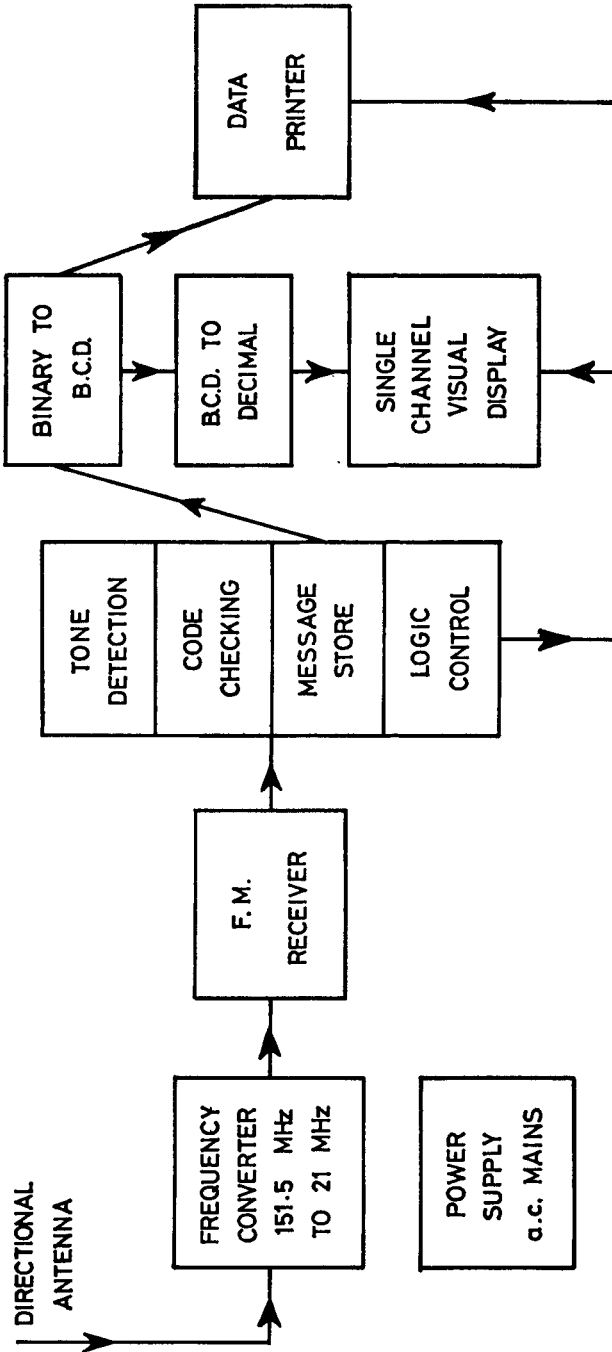 DIRECTIONAL
ANTENNA
FREQUENCY
CONVERTER
151·5 MHz
TO 21 MHz
POWER
SUPPLY
a.c. MAINS
F. M.
RECEIVER
TONE
DETECTION
CODE
CHECKING
MESSAGE
STORE
LOGIC
CONTROL
BINARY TO
B.C.D.
B.C.D. TO
DECIMAL
SINGLE
CHANNEL
VISUAL
DISPLAY
DATA
PRINTER